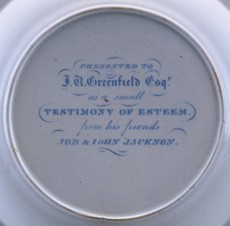 PRESENTED TO
J. U. Greenfield Esqr
as a small
TESTIMONY OF ESTEEM.
from his friends
JOB & JOHN JACKSON.